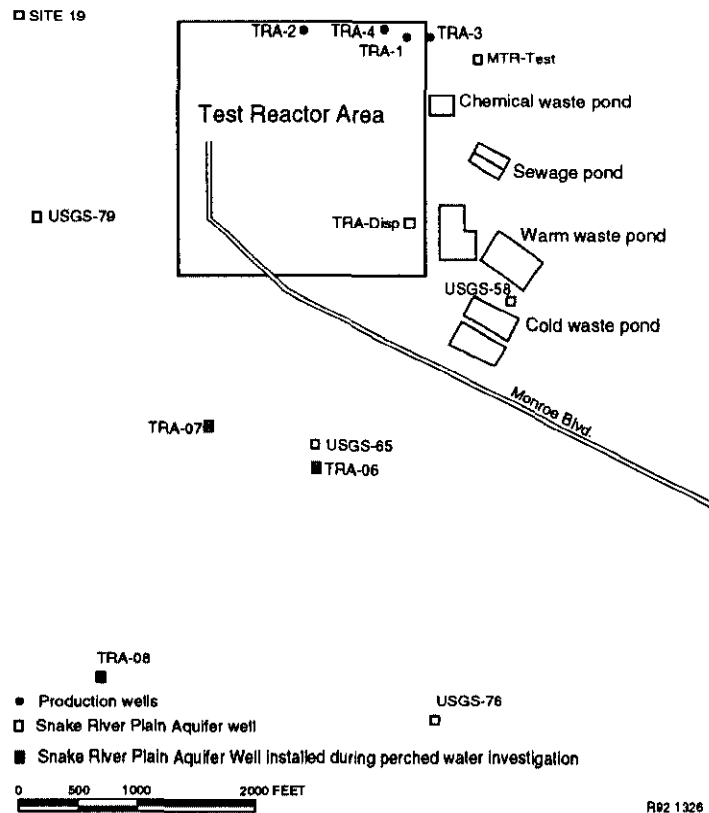 SITE 19
TRA-2
TRA-4
TRA-1
TRA-3
MTR-Test
Test Reactor Area
Chemical waste pond
Sewage pond
USGS-79
TRA-Disp
Warm waste pond
USGS-58
Cold waste pond
Monroe Blvd.
TRA-07
USGS-65
TRA-06
TRA-08
Production wells
USGS-76
Snake River Plain Aquifer well
Snake River Plain Aquifer Well installed during perched water investigation
0 500 1000 2000 FEET
R92 1326